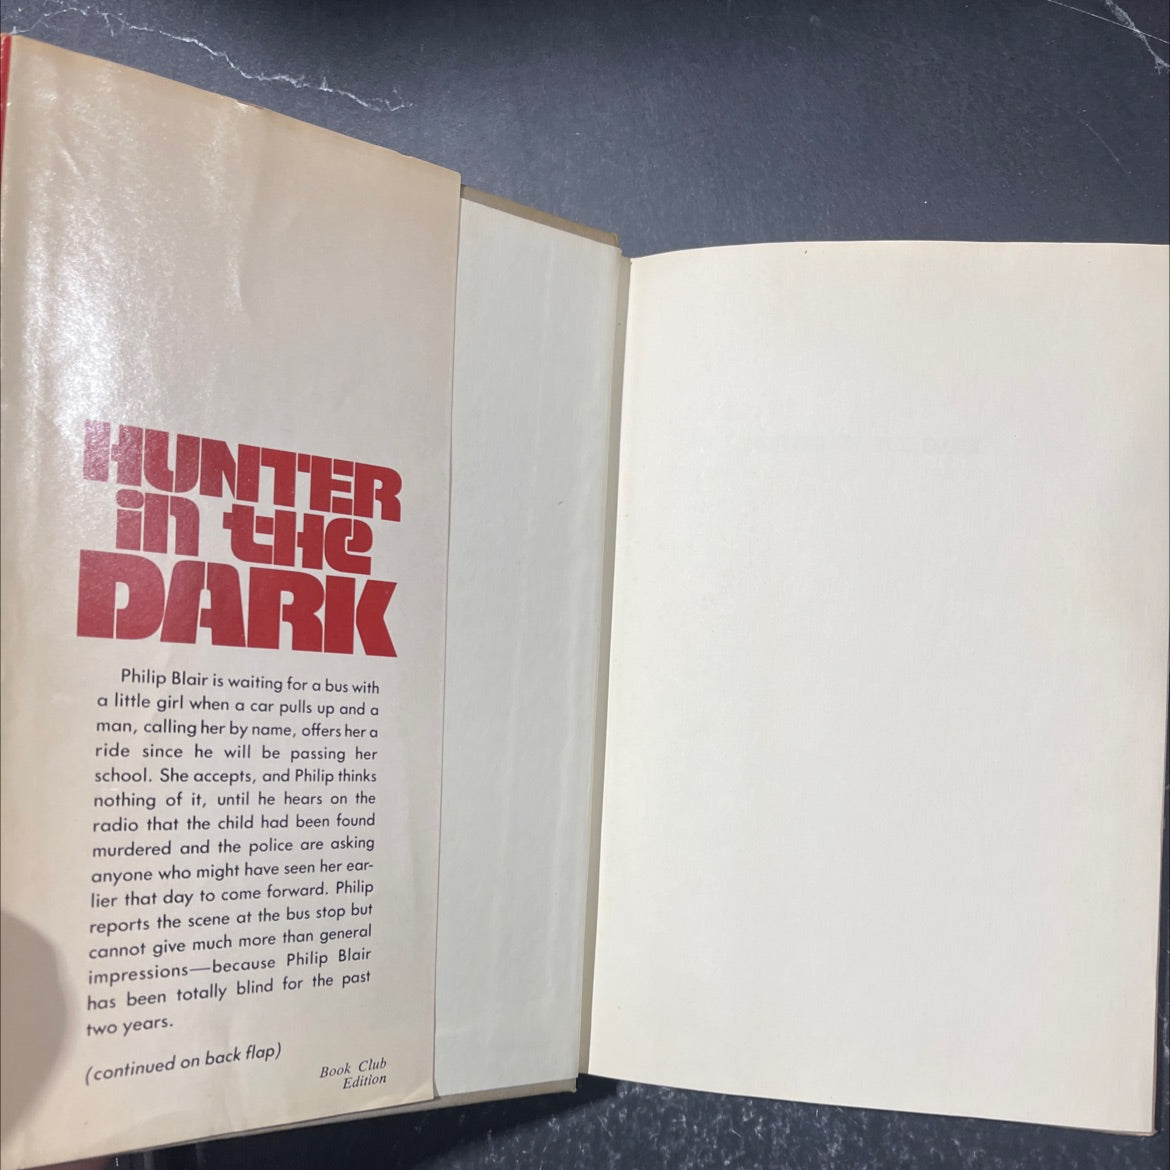 HUNTER
in the
DARK
Philip Blair is waiting for a bus with
a little girl when a car pulls up and a
man, calling her by name, offers her a
ride since he will be passing her
school. She accepts, and Philip thinks
nothing of it, until he hears on the
radio that the child had been found
murdered and the police are asking
anyone who might have seen her ear-
lier that day to come forward. Philip
reports the scene at the bus stop but
cannot give much more than general
impressions—because Philip Blair
has been totally blind for the past
two years.
(continued on back flap)
Book Club
Edition